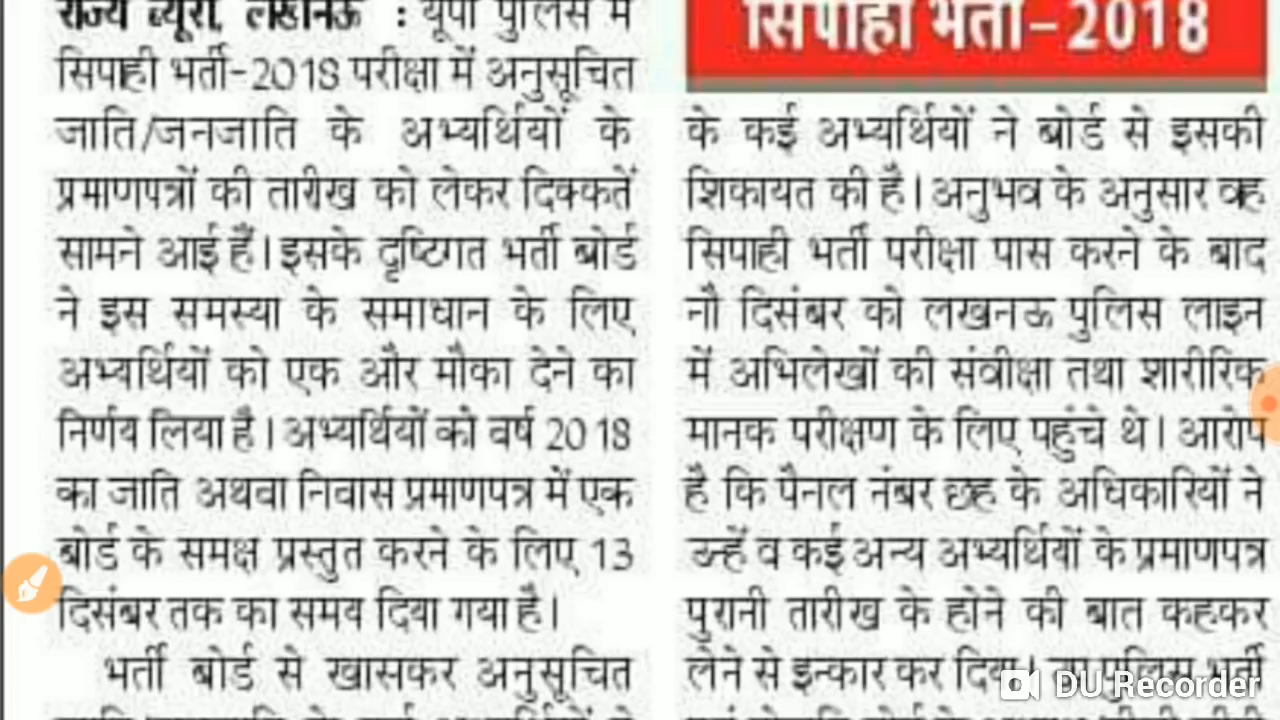 राज्य ब्यूरो, लखनऊ : यूपी पुलिस में
सिपाही भर्ती-2018 परीक्षा में अनुसूचित
जाति/जनजाति के अभ्यर्थियों के
प्रमाणपत्रों की तारीख को लेकर दिक्कतें
सामने आई हैं। इसके दृष्टिगत भर्ती बोर्ड
ने इस समस्या के समाधान के लिए
अभ्यर्थियों को एक और मौका देने का
निर्णय लिया है। अभ्यर्थियों को वर्ष 2018
का जाति अथवा निवास प्रमाणपत्र में एक
बोर्ड के समक्ष प्रस्तुत करने के लिए 13
दिसंबर तक का समय दिया गया है।
भर्ती बोर्ड से खासकर अनुसूचित
सिपाही भर्ती-2018
के कई अभ्यर्थियों ने बोर्ड से इसकी
शिकायत की है। अनुभव के अनुसार वह
सिपाही भर्ती परीक्षा पास करने के बाद
नौ दिसंबर को लखनऊ पुलिस लाइन
में अभिलेखों की संवीक्षा तथा शारीरिक
मानक परीक्षण के लिए पहुंचे थे। आरोप
है कि पैनल नंबर छह के अधिकारियों ने
उन्हें व कई अन्य अभ्यर्थियों के प्रमाणपत्र
पुरानी तारीख के होने की बात कहकर
लेने से इन्कार कर दिया। पुलिस भर्ती
DU Recorder